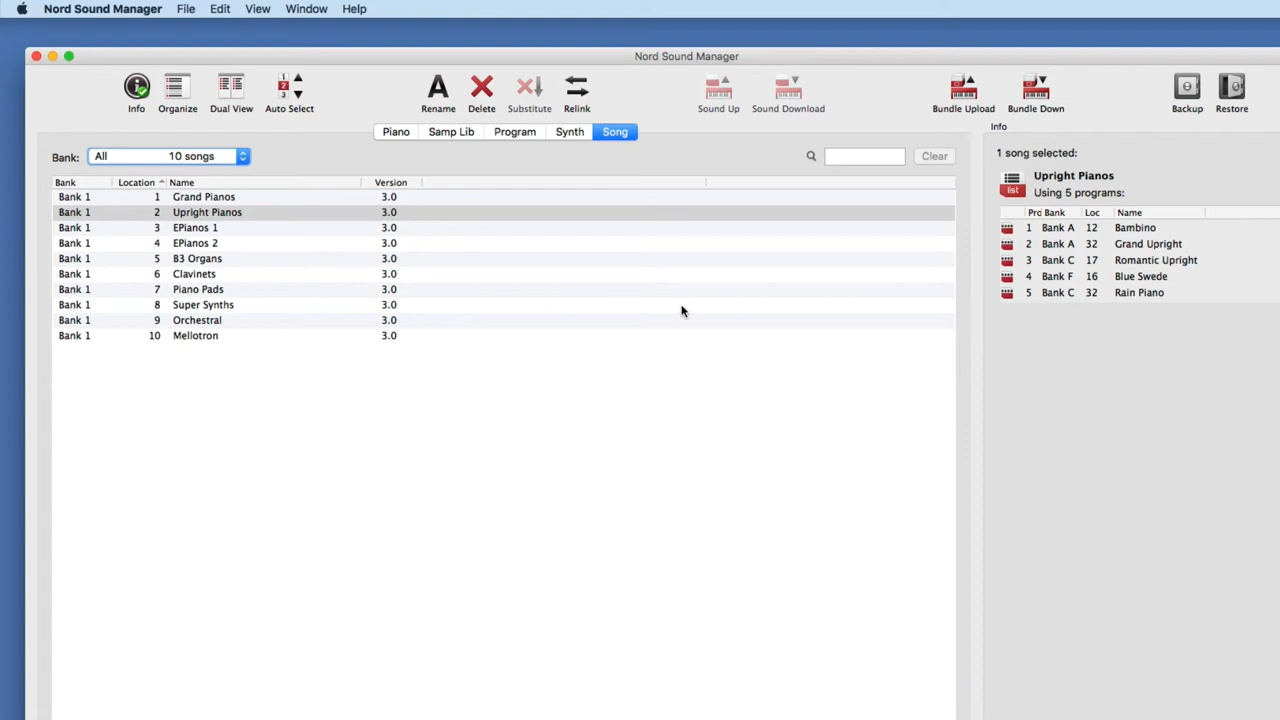 Nord Sound Manager File Edit View Window Help
Nord Sound Manager
Info Organize Dual View 1 2 3 Auto Select A Rename Delete Substitute Relink Sound Up Sound Download Bundle Upload Bundle Down Backup Restore
Piano Samp Lib Program Synth Song
Info
Bank: All 10 songs Clear
1 song selected:
list Upright Pianos
Using 5 programs:
Bank Location Name Version
Bank 1 1 Grand Pianos 3.0
Bank 1 2 Upright Pianos 3.0
Bank 1 3 EPianos 1 3.0
Bank 1 4 EPianos 2 3.0
Bank 1 5 B3 Organs 3.0
Bank 1 6 Clavinets 3.0
Bank 1 7 Piano Pads 3.0
Bank 1 8 Super Synths 3.0
Bank 1 9 Orchestral 3.0
Bank 1 10 Mellotron 3.0
Pro Bank Loc Name
1 Bank A 12 Bambino
2 Bank A 32 Grand Upright
3 Bank C 17 Romantic Upright
4 Bank F 16 Blue Swede
5 Bank C 32 Rain Piano